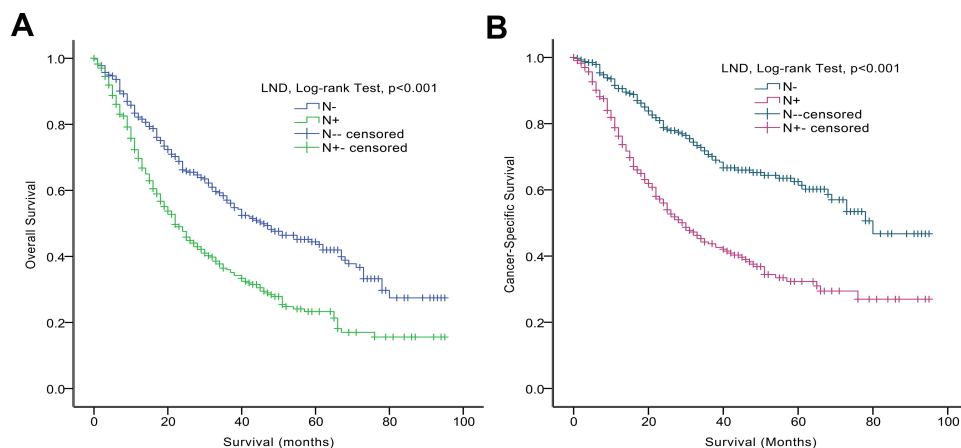 A
LND, Log-rank Test, p<0.001
N-
N+
N-- censored
N+- censored
Overall Survival
1.0
0.8
0.6
0.4
0.2
0.0
0 20 40 60 80 100
Survival (months)
B
LND, Log-rank Test, p<0.001
N-
N+
N--censored
N+- censored
Cancer-Specific Survival
1.0
0.8
0.6
0.4
0.2
0.0
0 20 40 60 80 100
Survival (Months)